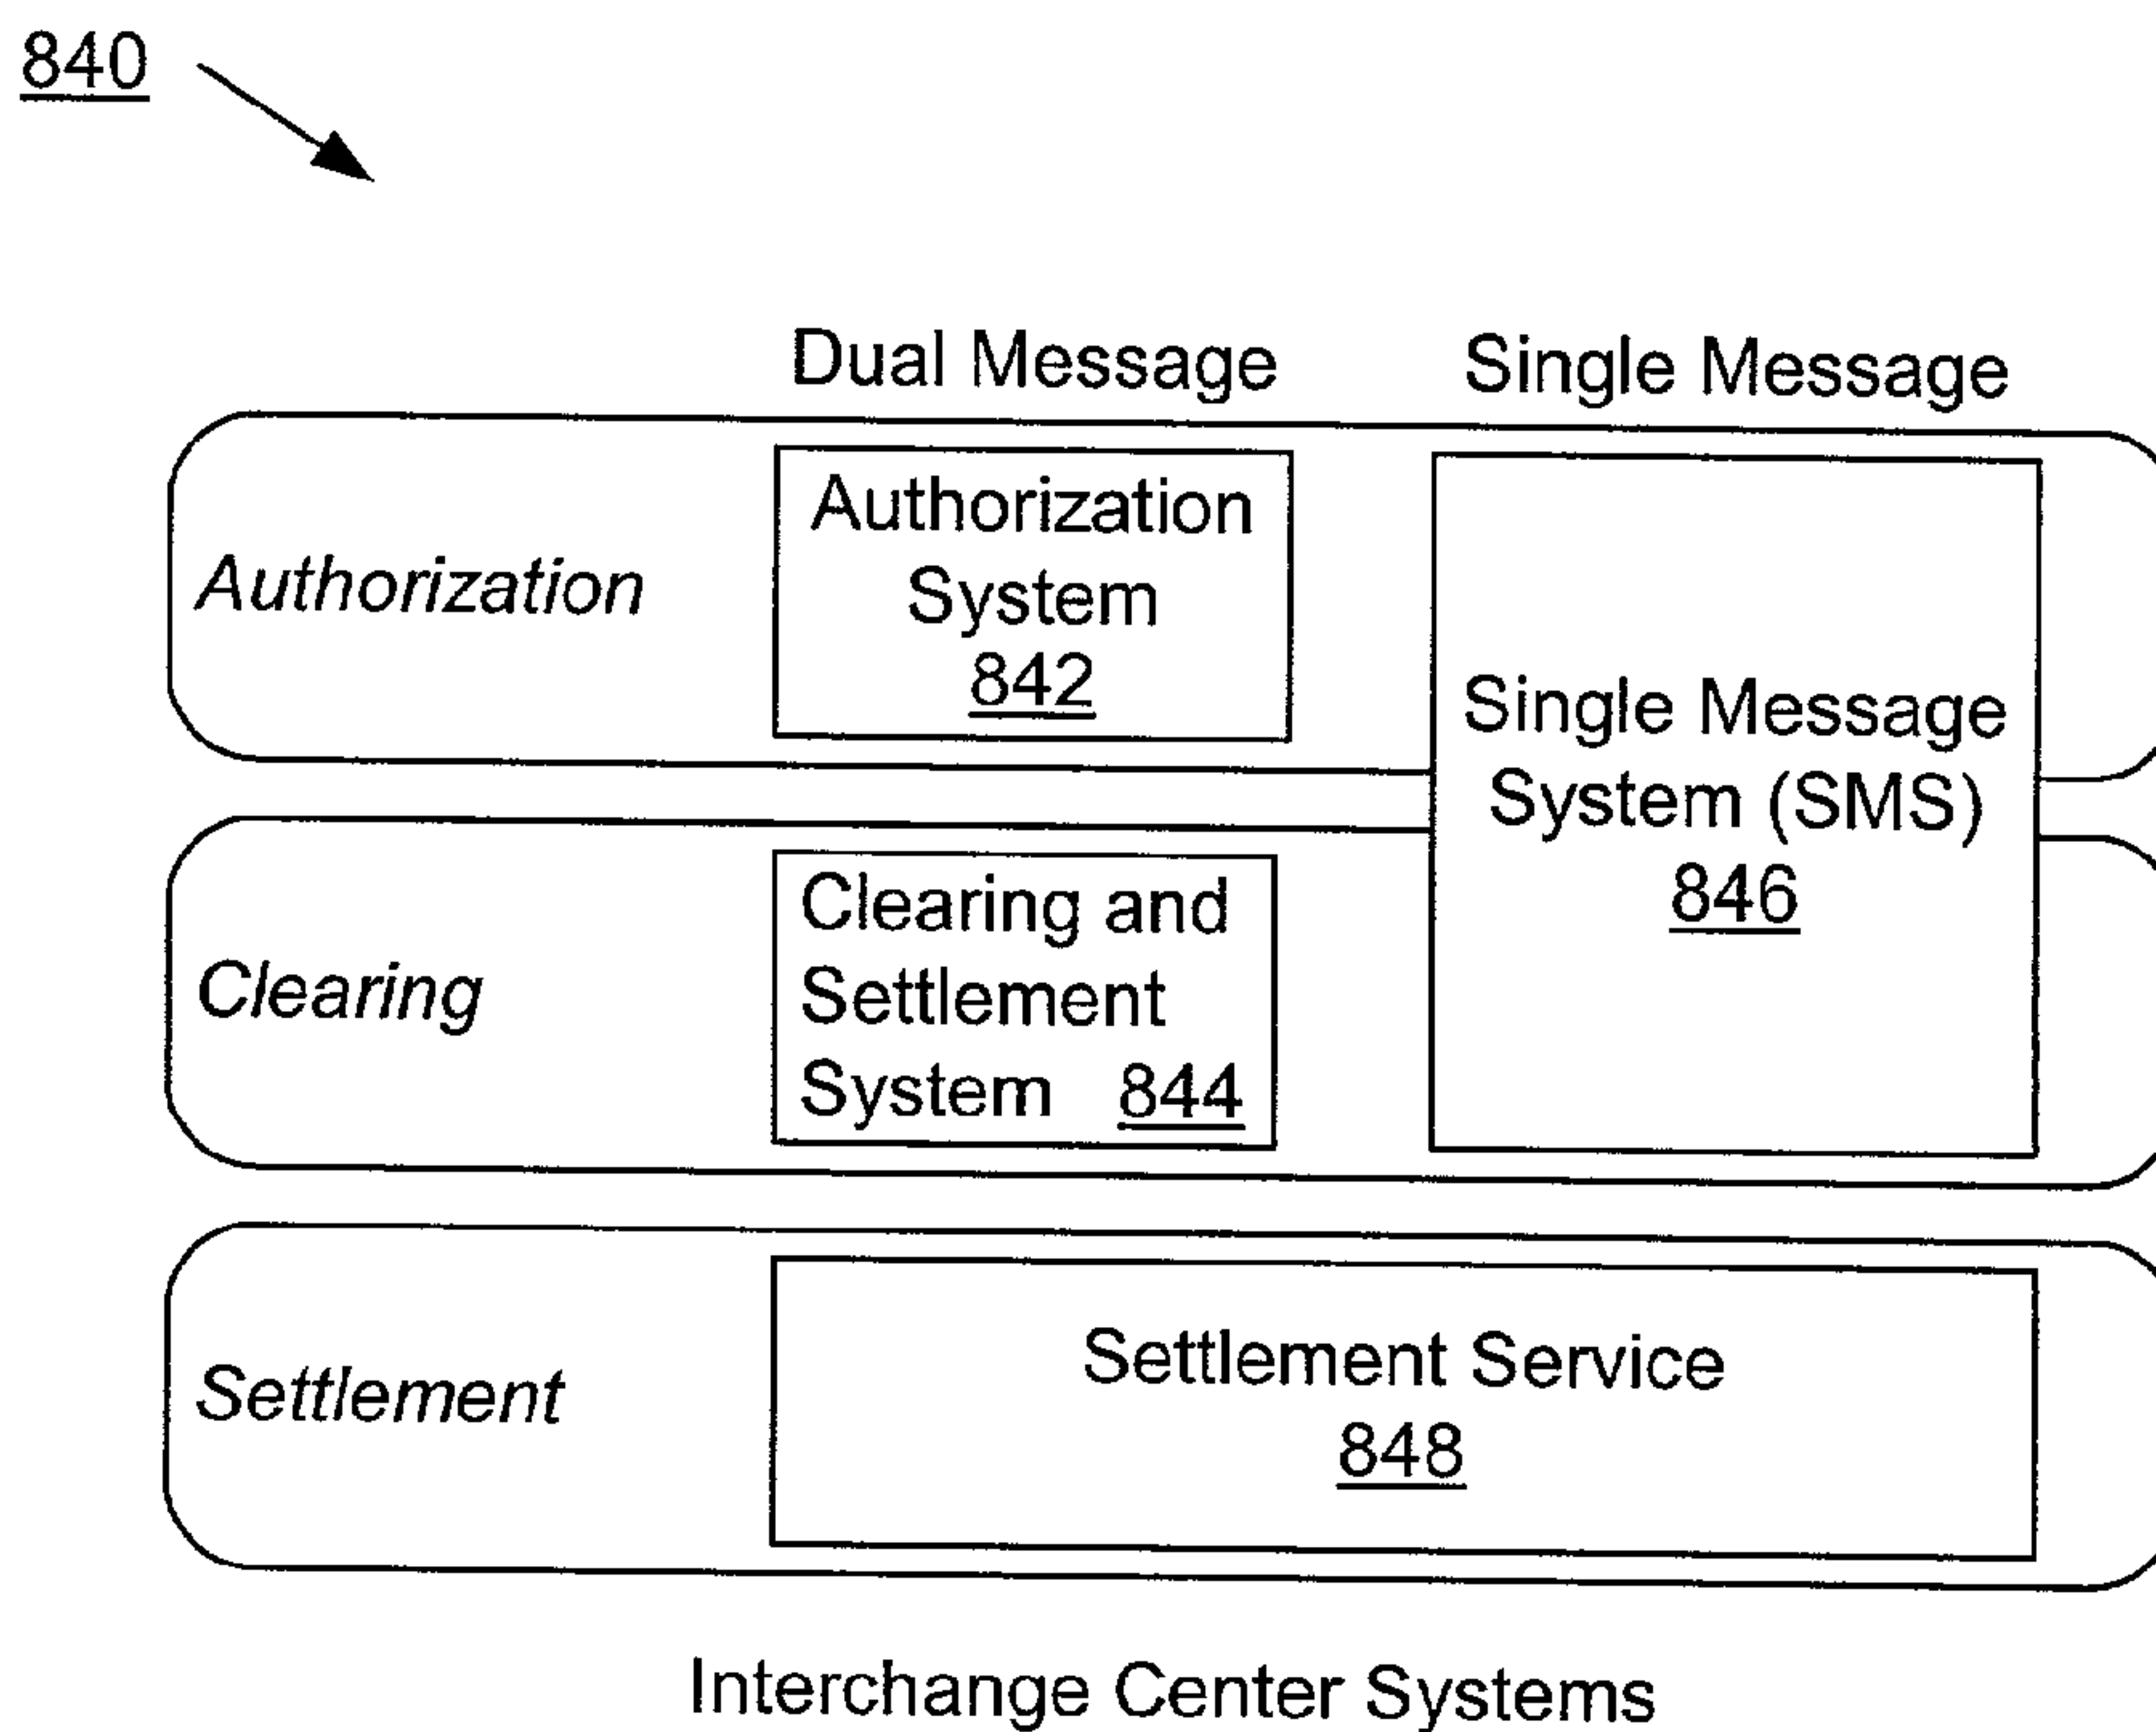 840
Dual Message
Single Message
Authorization
Authorization
System
842
Single Message
System (SMS)
846
Clearing
Clearing and
Settlement
System 844
Settlement
Settlement Service
848
Interchange Center Systems